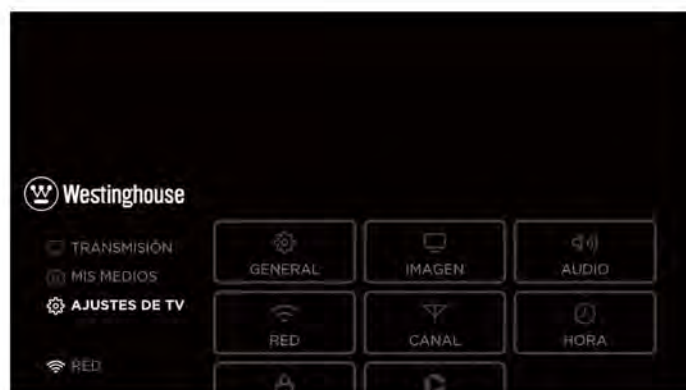 Westinghouse
TRANSMISIÓN
MIS MEDIOS
AJUSTES DE TV
RED
GENERAL
IMAGEN
AUDIO
RED
CANAL
HORA